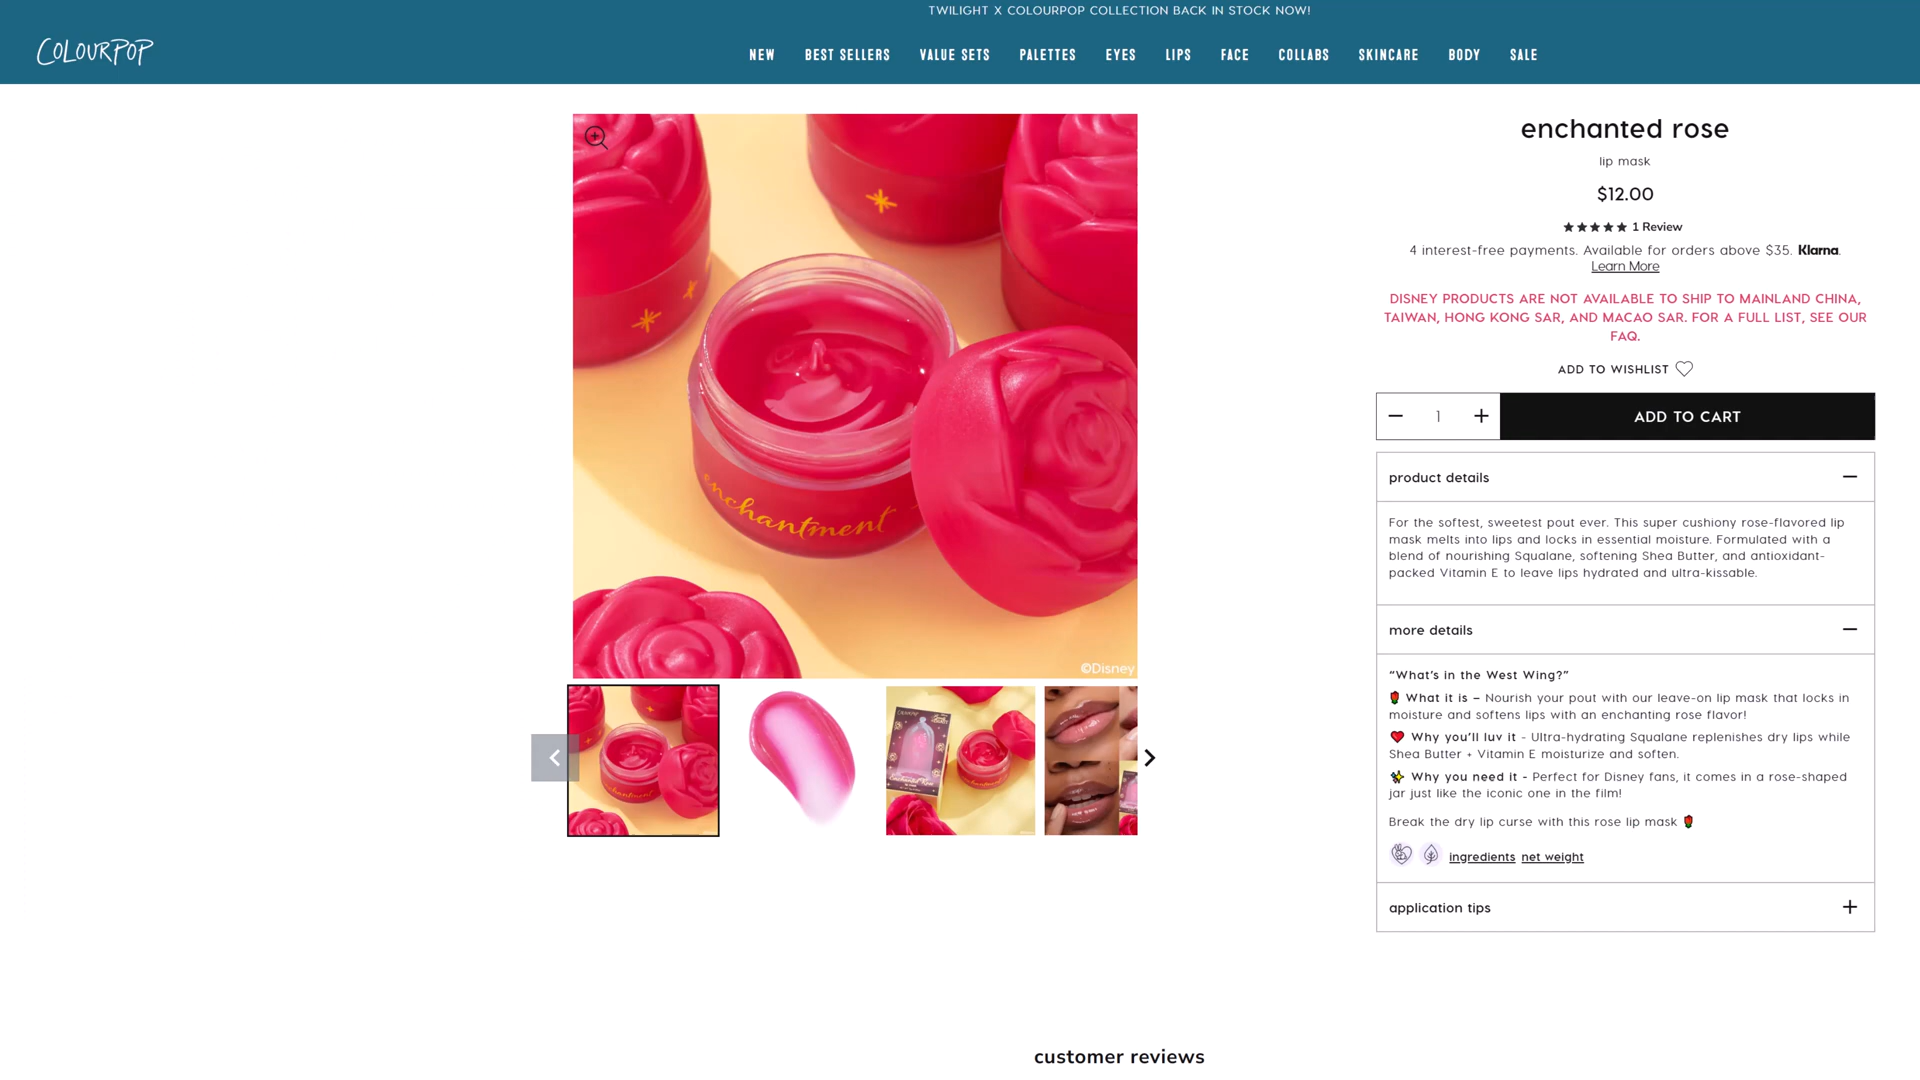 TWILIGHT X COLOURPOP COLLECTION BACK IN STOCK NOW!
COLOURPOP
NEW BEST SELLERS VALUE SETS PALETTES EYES LIPS FACE COLLABS SKINCARE BODY SALE
enchantment
©Disney
enchanted rose
lip mask
$12.00
★★★★★ 1 Review
4 interest-free payments. Available for orders above $35. Klarna.
Learn More
DISNEY PRODUCTS ARE NOT AVAILABLE TO SHIP TO MAINLAND CHINA,
TAIWAN, HONG KONG SAR, AND MACAO SAR. FOR A FULL LIST, SEE OUR
FAQ.
ADD TO WISHLIST
1
ADD TO CART
product details
For the softest, sweetest pout ever. This super cushiony rose-flavored lip
mask melts into lips and locks in essential moisture. Formulated with a
blend of nourishing Squalane, softening Shea Butter, and antioxidant-
packed Vitamin E to leave lips hydrated and ultra-kissable.
more details
“What’s in the West Wing?”
🌹 What it is – Nourish your pout with our leave-on lip mask that locks in
moisture and softens lips with an enchanting rose flavor!
❤️ Why you’ll luv it - Ultra-hydrating Squalane replenishes dry lips while
Shea Butter + Vitamin E moisturize and soften.
✨ Why you need it - Perfect for Disney fans, it comes in a rose-shaped
jar just like the iconic one in the film!
Break the dry lip curse with this rose lip mask 🌹
ingredients net weight
application tips
customer reviews